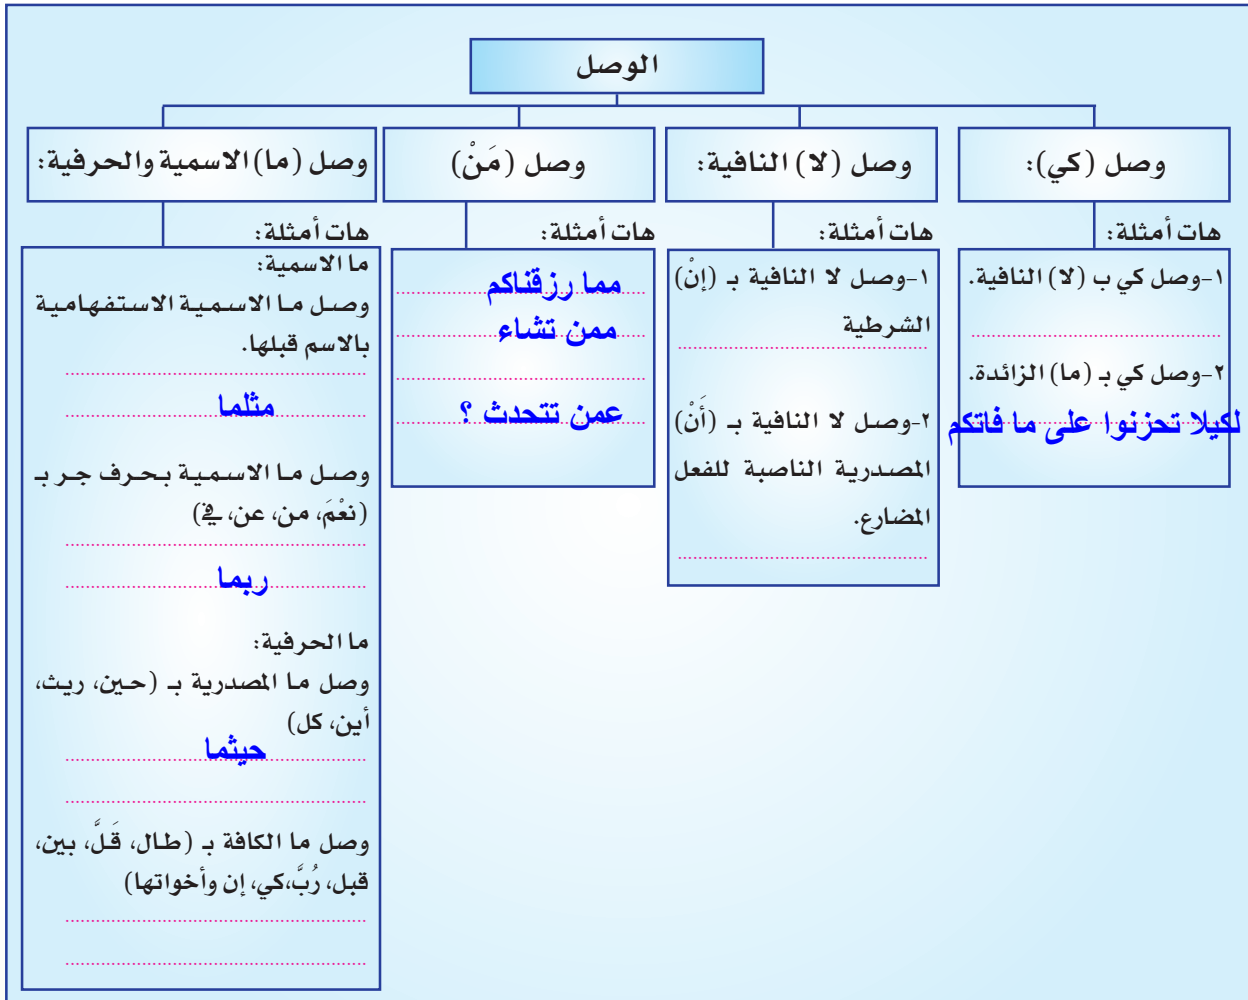 الوصل
وصل (كي):
هات أمثلة:
١-وصل كي ب (لا) النافية.
٢-وصل كي بـ (ما) الزائدة.
لكيلا تحزنوا على ما فاتكم
وصل (لا) النافية:
هات أمثلة:
١-وصل لا النافية بـ (إنْ)
الشرطية
٢-وصل لا النافية بـ (أَنْ)
المصدرية الناصبة للفعل
المضارع.
وصل (مَنْ)
هات أمثلة:
مما رزقناكم
ممن تشاء
عمن تتحدث ؟
وصل (ما) الاسمية والحرفية:
هات أمثلة:
ما الاسمية:
وصل ما الاسمية الاستفهامية
بالاسم قبلها.
مثلما
وصل ما الاسمية بحرف جر بـ
(نعْمَ، من، عن، في)
ربما
ما الحرفية:
وصل ما المصدرية بـ (حين، ريث،
أين، كل)
حيثما
وصل ما الكافة بـ (طال، قَلَّ، بين،
قبل، رُبَّ،كي، إن وأخواتها)